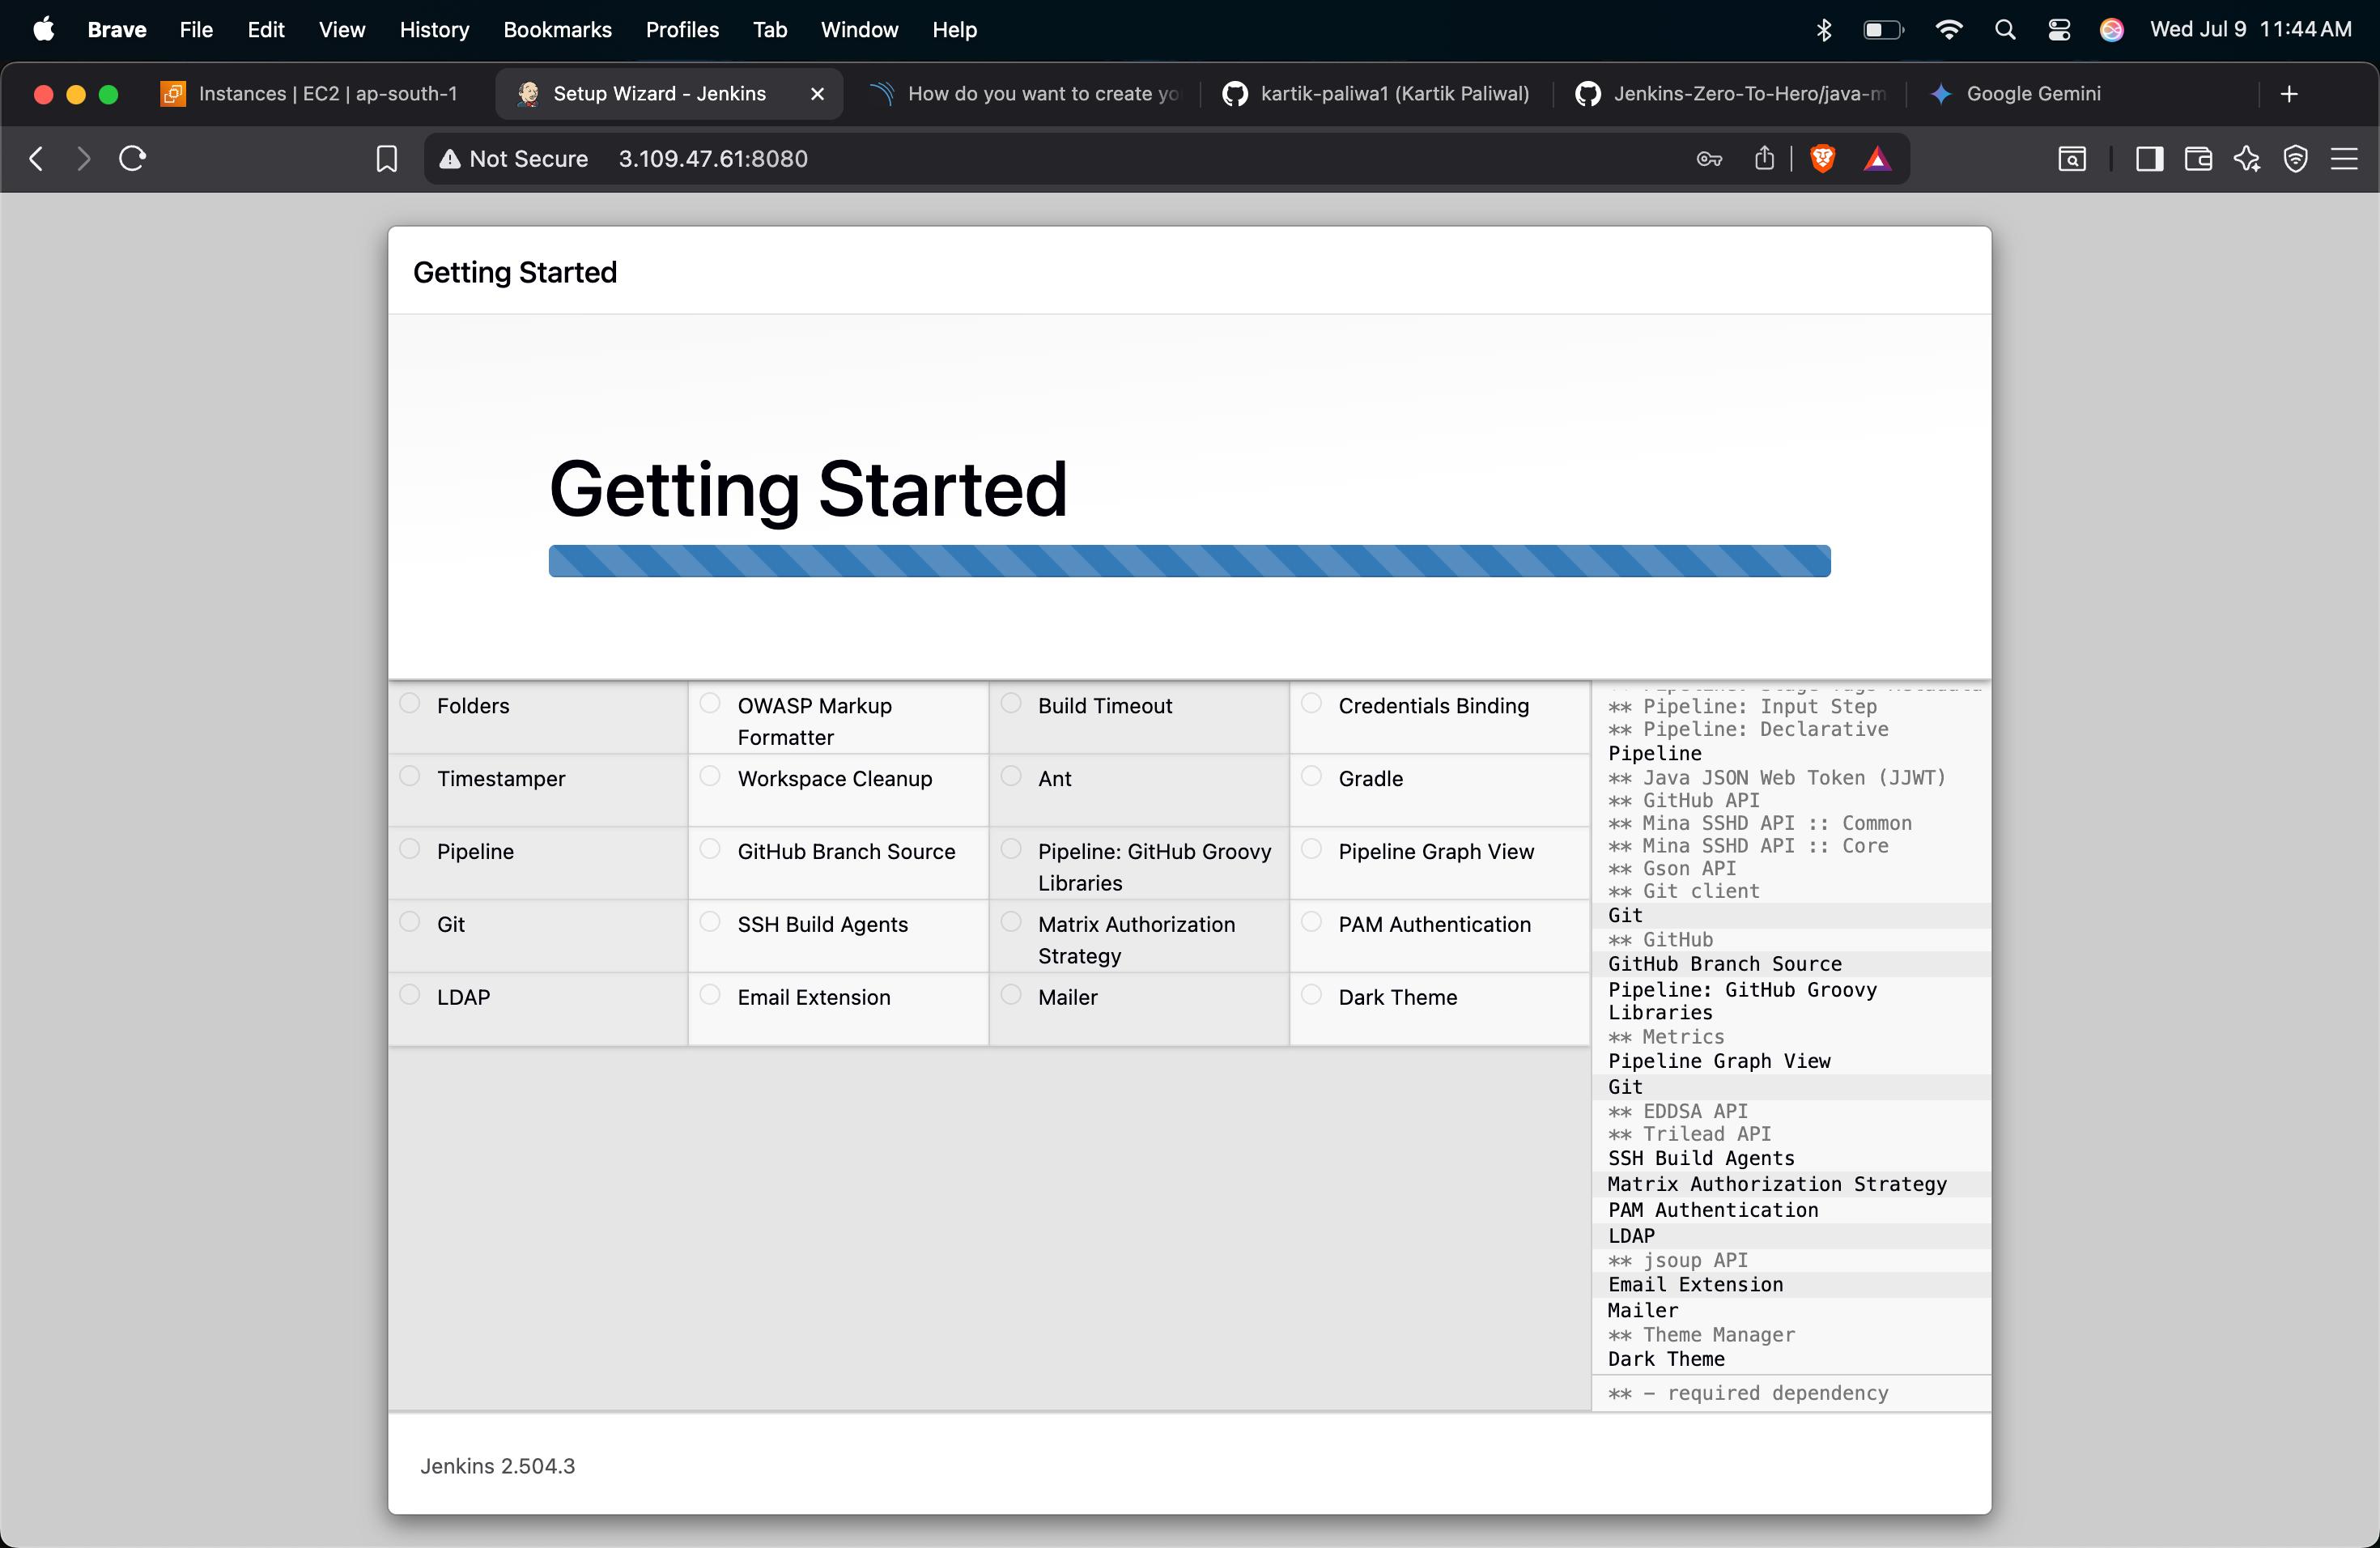 Brave File Edit View History Bookmarks Profiles Tab Window Help Wed Jul 9 11:44 AM
Instances | EC2 | ap-south-1 Setup Wizard - Jenkins How do you want to create yo kartik-paliwa1 (Kartik Paliwal) Jenkins-Zero-To-Hero/java-m Google Gemini
Not Secure 3.109.47.61:8080
Getting Started
Getting Started
Folders
OWASP Markup
Formatter
Build Timeout
Credentials Binding
Timestamper
Workspace Cleanup
Ant
Gradle
Pipeline
GitHub Branch Source
Pipeline: GitHub Groovy
Libraries
Pipeline Graph View
Git
SSH Build Agents
Matrix Authorization
Strategy
PAM Authentication
LDAP
Email Extension
Mailer
Dark Theme
** Pipeline: Input Step
** Pipeline: Declarative
Pipeline
** Java JSON Web Token (JJWT)
** GitHub API
** Mina SSHD API :: Common
** Mina SSHD API :: Core
** Gson API
** Git client
Git
** GitHub
GitHub Branch Source
Pipeline: GitHub Groovy
Libraries
** Metrics
Pipeline Graph View
Git
** EDDSA API
** Trilead API
SSH Build Agents
Matrix Authorization Strategy
PAM Authentication
LDAP
** jsoup API
Email Extension
Mailer
** Theme Manager
Dark Theme
** - required dependency
Jenkins 2.504.3